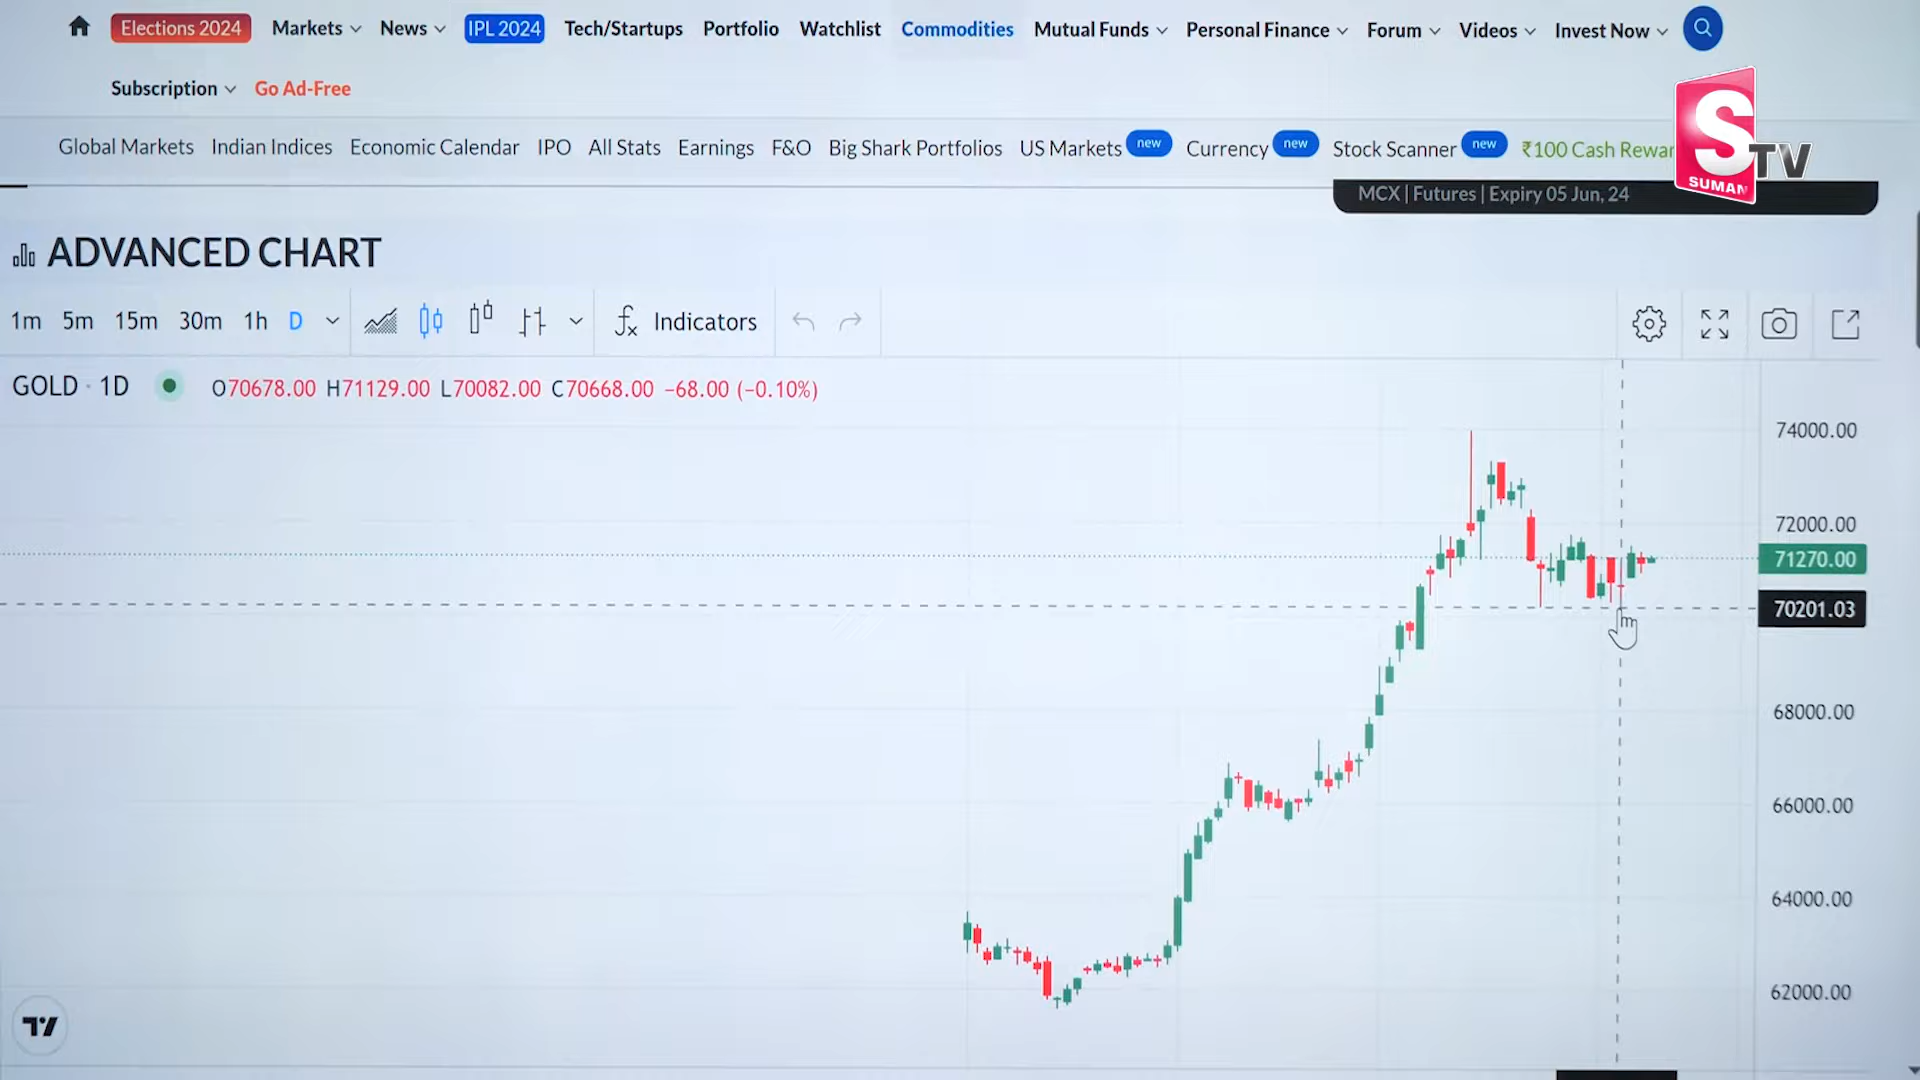 Elections 2024 Markets News IPL 2024 Tech/Startups Portfolio Watchlist Commodities Mutual Funds Personal Finance Forum Videos Invest Now
Subscription Go Ad-Free
Global Markets Indian Indices Economic Calendar IPO All Stats Earnings F&O Big Shark Portfolios US Markets new Currency new Stock Scanner new ₹100 Cash Rewar
S TV
SUMAN
MCX | Futures | Expiry 05 Jun, 24
ADVANCED CHART
1m 5m 15m 30m 1h D Indicators
GOLD · 1D O70678.00 H71129.00 L70082.00 C70668.00 −68.00 (−0.10%)
74000.00
72000.00
71270.00
70201.03
68000.00
66000.00
64000.00
62000.00